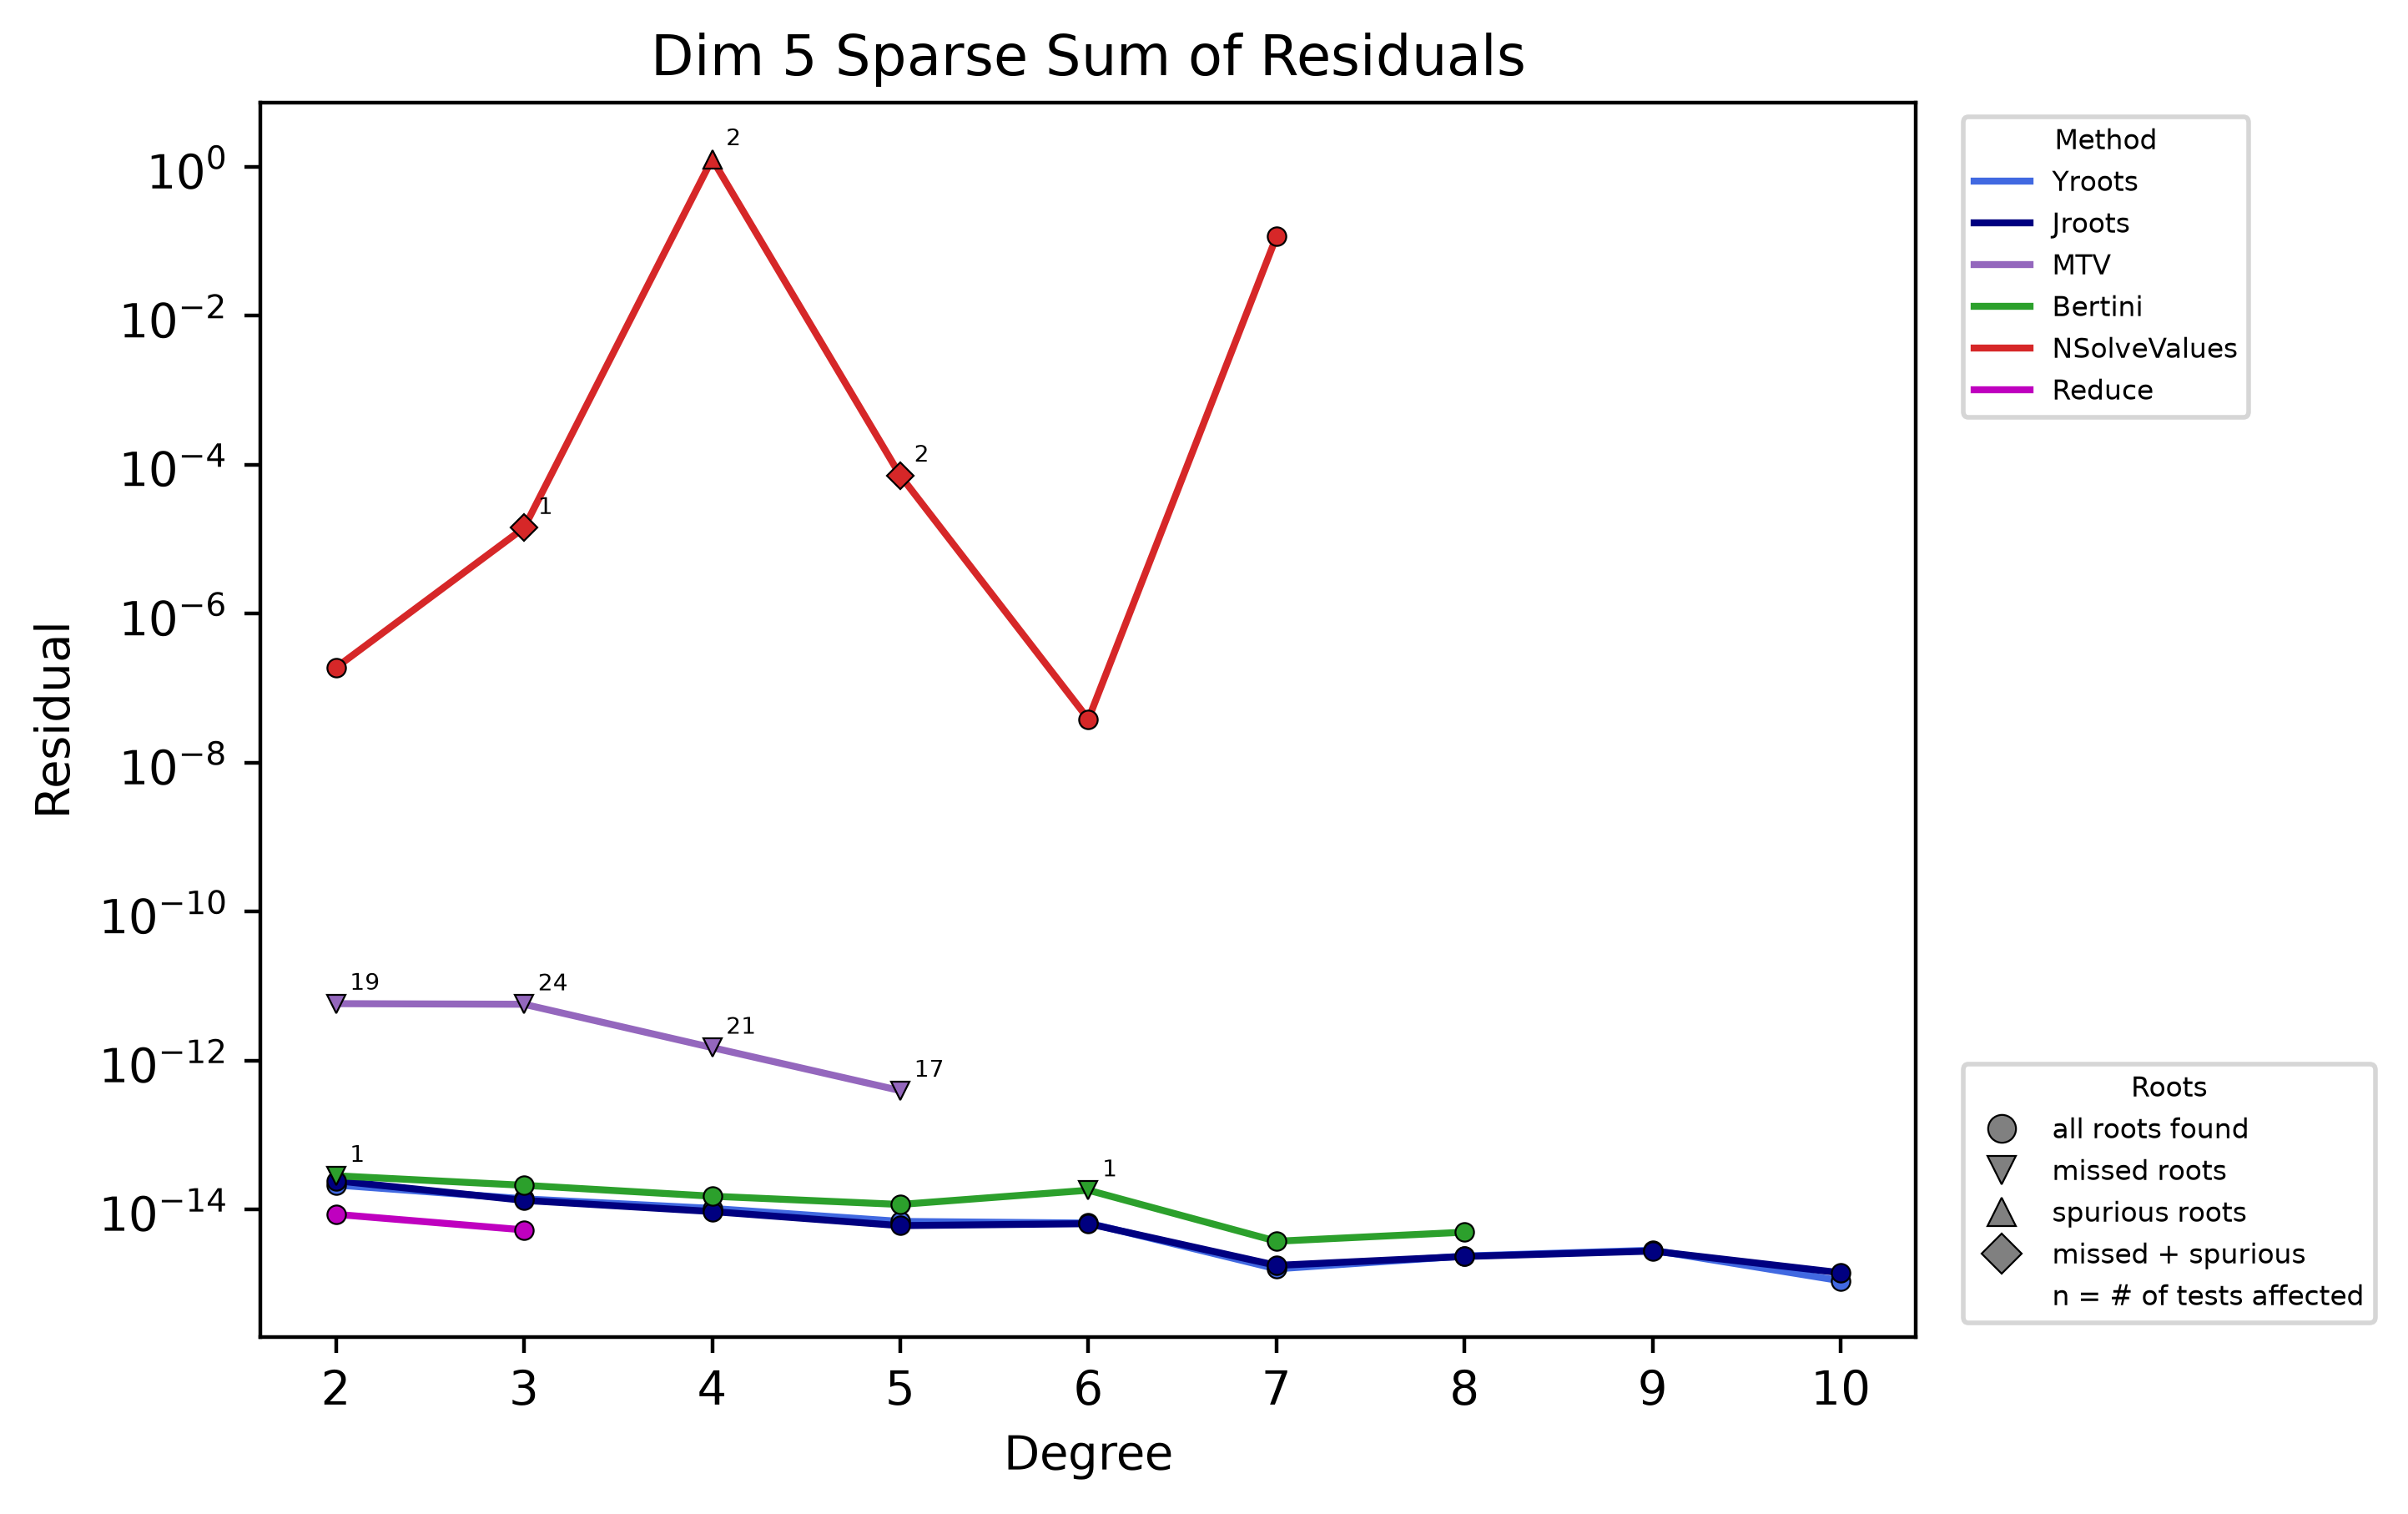 Dim 5 Sparse Sum of Residuals
Residual
10^0
10^−2
10^−4
10^−6
10^−8
10^−10
10^−12
10^−14
2
1
2
19
24
21
17
1
1
2 3 4 5 6 7 8 9 10
Degree
Method
Yroots
Jroots
MTV
Bertini
NSolveValues
Reduce
Roots
all roots found
missed roots
spurious roots
missed + spurious
n = # of tests affected